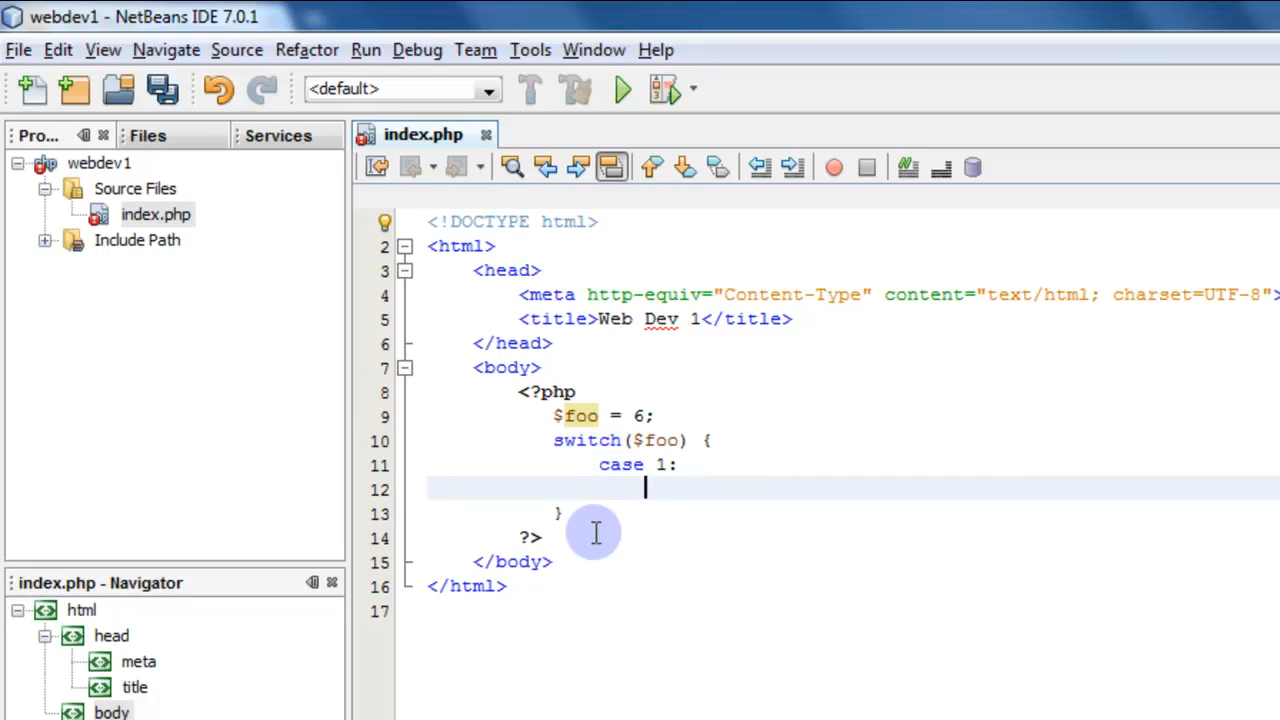 webdev1 - NetBeans IDE 7.0.1
File Edit View Navigate Source Refactor Run Debug Team Tools Window Help
<default>
Pro... Files Services
index.php
webdev1
Source Files
index.php
Include Path
<!DOCTYPE html>
2 <html>
3 <head>
4 <meta http-equiv="Content-Type" content="text/html; charset=UTF-8">
5 <title>Web Dev 1</title>
6 </head>
7 <body>
8 <?php
9 $foo = 6;
10 switch($foo) {
11 case 1:
12
13 }
14 ?>
15 </body>
16 </html>
17
index.php - Navigator
html
head
meta
title
body